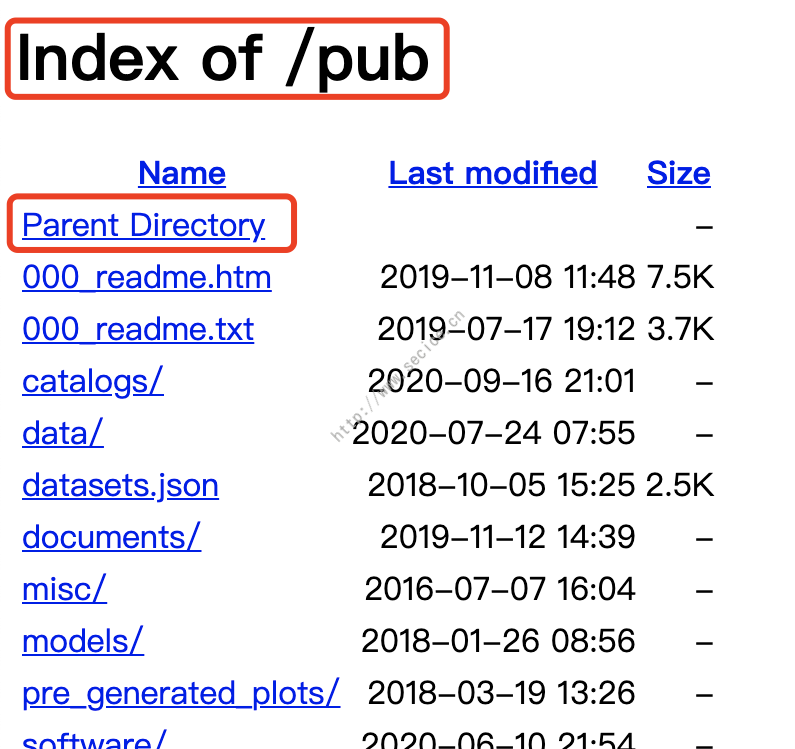 Index of /pub
Name Last modified Size
Parent Directory –
000_readme.htm 2019-11-08 11:48 7.5K
000_readme.txt 2019-07-17 19:12 3.7K
catalogs/ 2020-09-16 21:01 –
data/ 2020-07-24 07:55 –
datasets.json 2018-10-05 15:25 2.5K
documents/ 2019-11-12 14:39 –
misc/ 2016-07-07 16:04 –
models/ 2018-01-26 08:56 –
pre_generated_plots/ 2018-03-19 13:26 –
software/ 2020-06-10 21:54 –